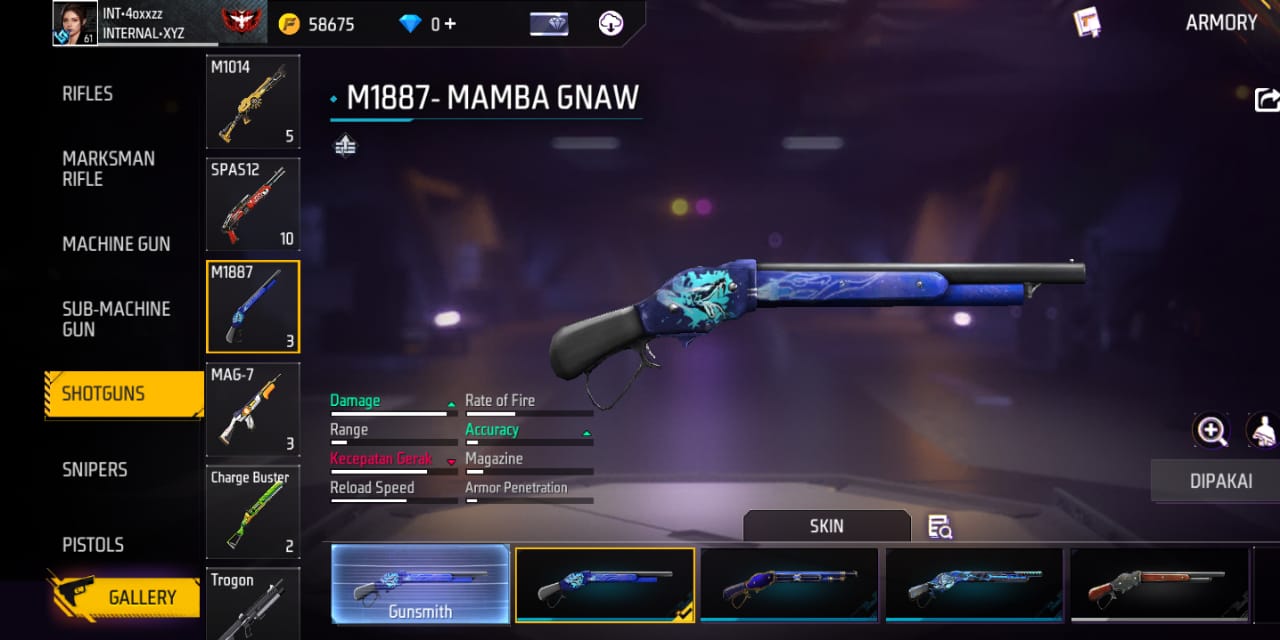 INT•4oxxzz
INTERNAL•XYZ
61
58675
0 +
ARMORY
RIFLES
MARKSMAN
RIFLE
MACHINE GUN
SUB-MACHINE
GUN
SHOTGUNS
SNIPERS
PISTOLS
GALLERY
M1014
5
SPAS12
10
M1887
3
MAG-7
3
Charge Buster
2
Trogon
M1887- MAMBA GNAW
Damage
Rate of Fire
Range
Accuracy
Kecepatan Gerak
Magazine
Reload Speed
Armor Penetration
DIPAKAI
SKIN
Gunsmith